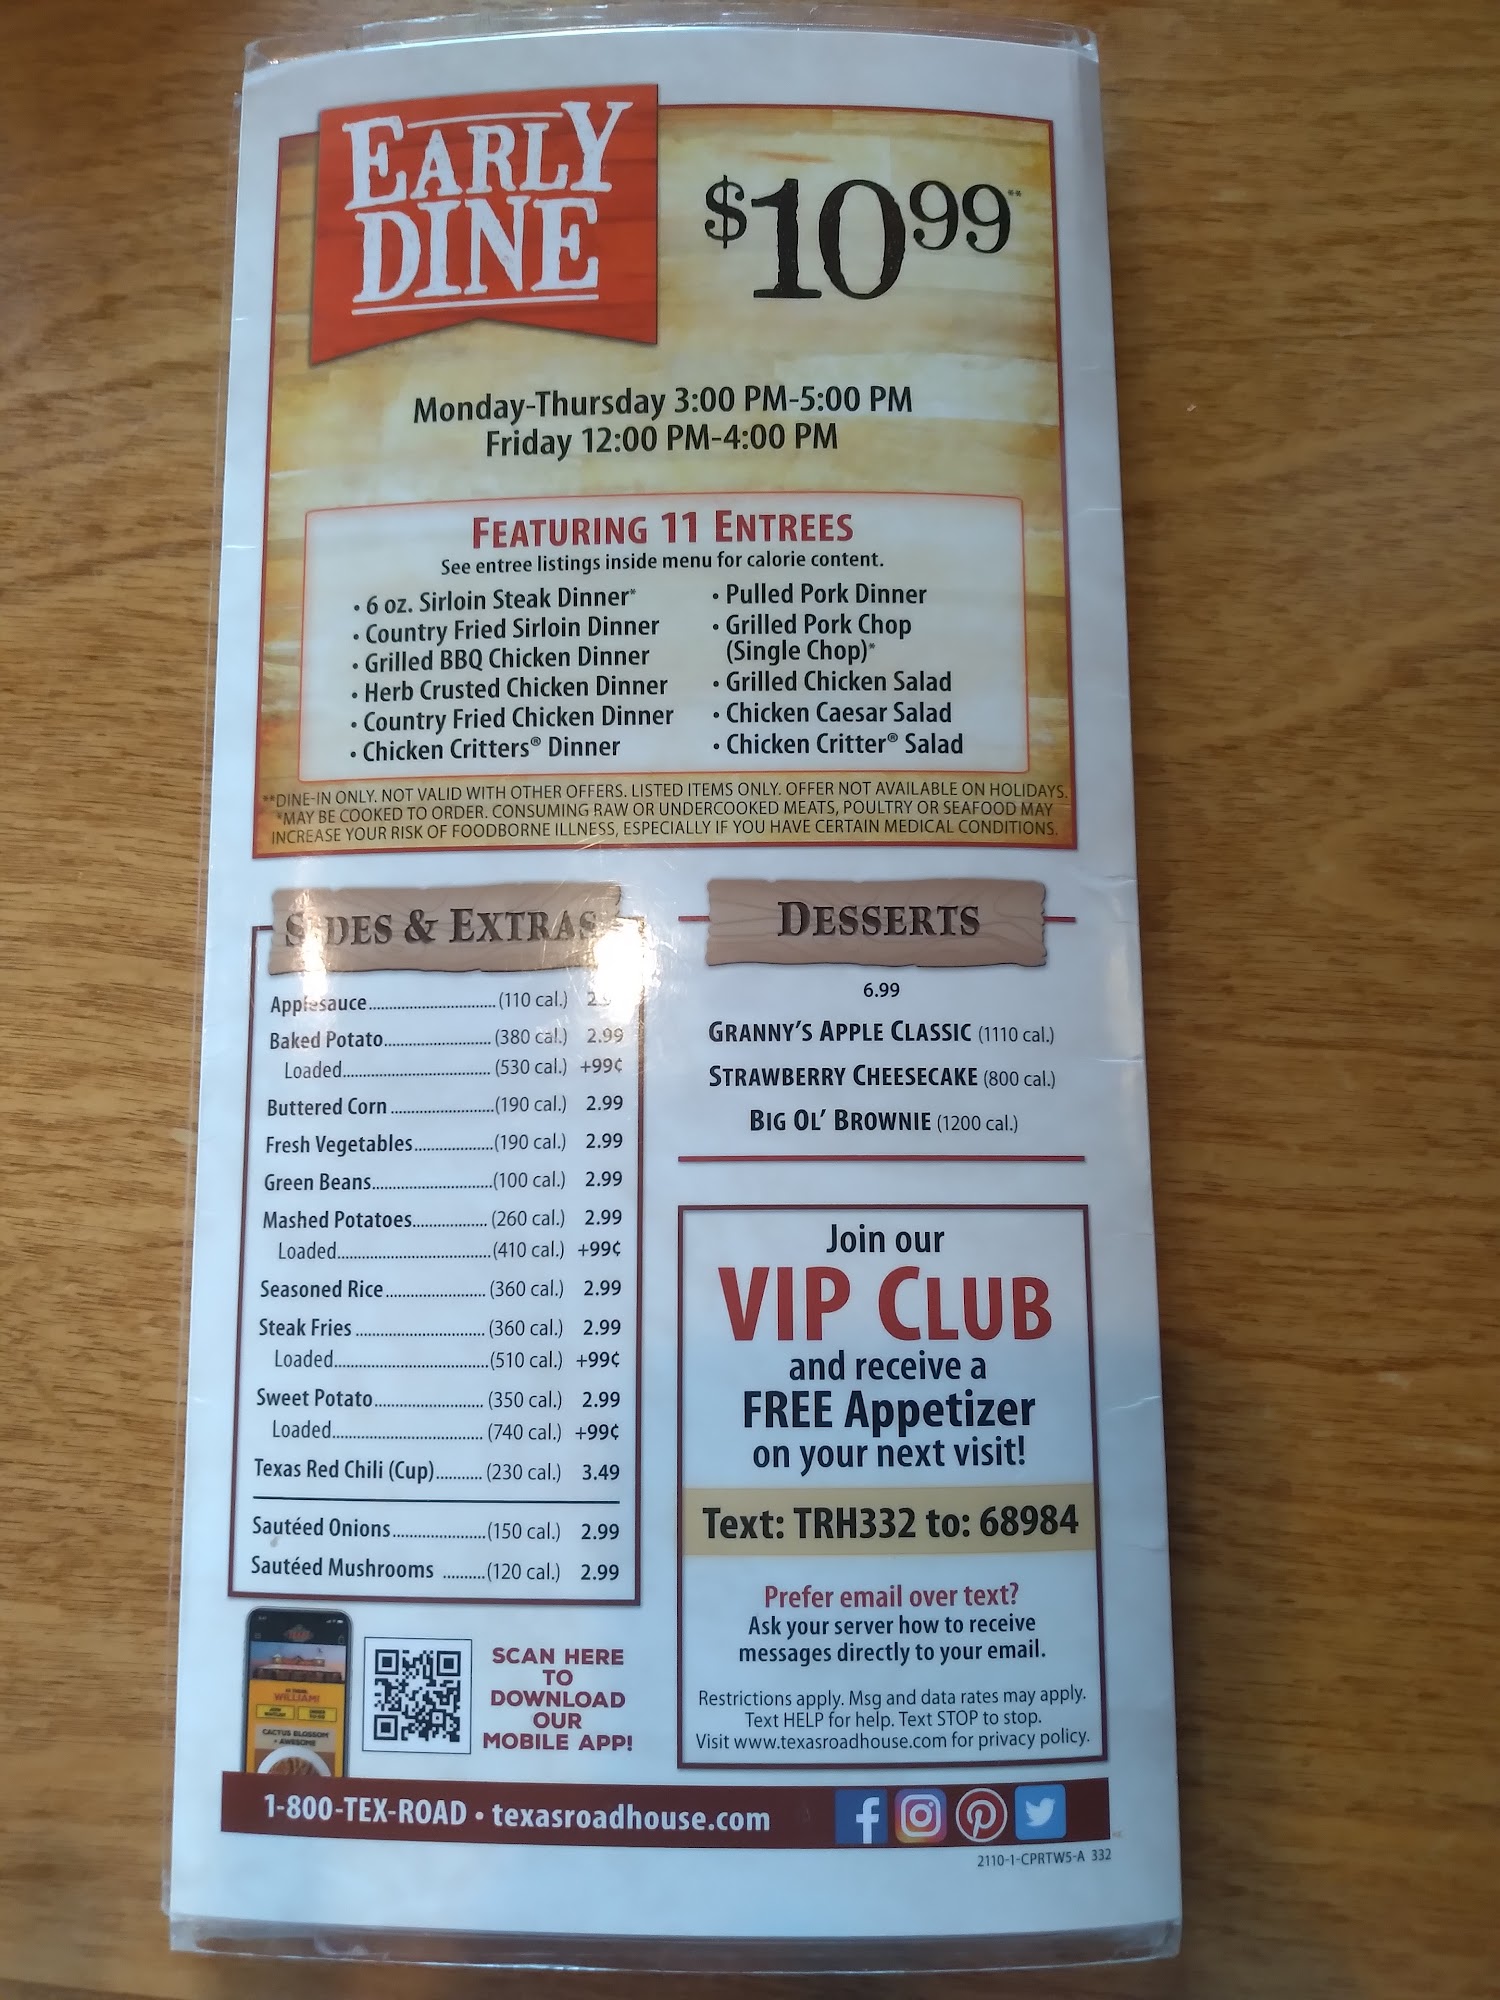 EARLY
DINE
$10.99**
Monday-Thursday 3:00 PM-5:00 PM
Friday 12:00 PM-4:00 PM
FEATURING 11 ENTREES
See entree listings inside menu for calorie content.
• 6 oz. Sirloin Steak Dinner*
• Country Fried Sirloin Dinner
• Grilled BBQ Chicken Dinner
• Herb Crusted Chicken Dinner
• Country Fried Chicken Dinner
• Chicken Critters® Dinner
• Pulled Pork Dinner
• Grilled Pork Chop
(Single Chop)*
• Grilled Chicken Salad
• Chicken Caesar Salad
• Chicken Critter® Salad
**DINE-IN ONLY. NOT VALID WITH OTHER OFFERS. LISTED ITEMS ONLY. OFFER NOT AVAILABLE ON HOLIDAYS.
*MAY BE COOKED TO ORDER. CONSUMING RAW OR UNDERCOOKED MEATS, POULTRY OR SEAFOOD MAY
INCREASE YOUR RISK OF FOODBORNE ILLNESS, ESPECIALLY IF YOU HAVE CERTAIN MEDICAL CONDITIONS.
SIDES & EXTRAS
Applesauce (110 cal.)
Baked Potato (380 cal.) 2.99
Loaded (530 cal.) +99¢
Buttered Corn (190 cal.) 2.99
Fresh Vegetables (190 cal.) 2.99
Green Beans (100 cal.) 2.99
Mashed Potatoes (260 cal.) 2.99
Loaded (410 cal.) +99¢
Seasoned Rice (360 cal.) 2.99
Steak Fries (360 cal.) 2.99
Loaded (510 cal.) +99¢
Sweet Potato (350 cal.) 2.99
Loaded (740 cal.) +99¢
Texas Red Chili (Cup) (230 cal.) 3.49
Sautéed Onions (150 cal.) 2.99
Sautéed Mushrooms (120 cal.) 2.99
DESSERTS
6.99
GRANNY'S APPLE CLASSIC (1110 cal.)
STRAWBERRY CHEESECAKE (800 cal.)
BIG OL' BROWNIE (1200 cal.)
Join our
VIP CLUB
and receive a
FREE Appetizer
on your next visit!
Text: TRH332 to: 68984
Prefer email over text?
Ask your server how to receive
messages directly to your email.
Restrictions apply. Msg and data rates may apply.
Text HELP for help. Text STOP to stop.
Visit www.texasroadhouse.com for privacy policy.
WILLIAM!
CACTUS BLOSSOM
= AWESOME
SCAN HERE
TO
DOWNLOAD
OUR
MOBILE APP!
1-800-TEX-ROAD • texasroadhouse.com
2110-1-CPRTW5-A 332